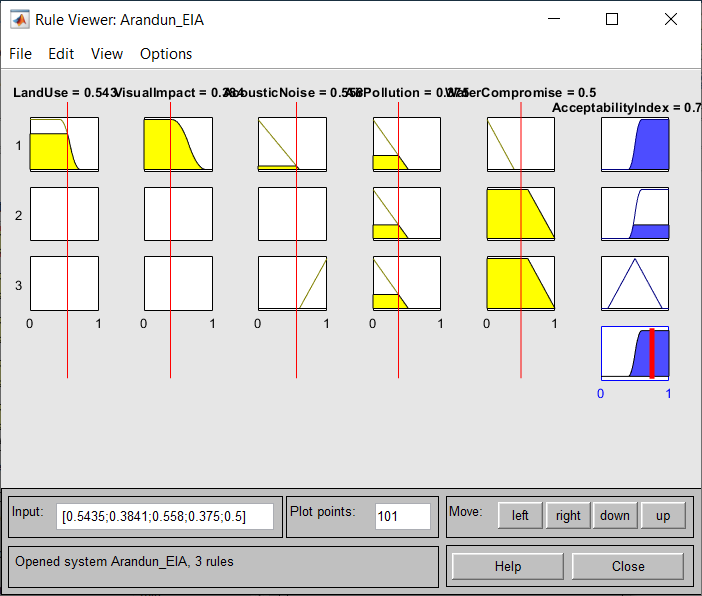 Rule Viewer: Arandun_EIA
File Edit View Options
LandUse = 0.543 VisualImpact = 0.384 AcousticNoise = 0.558 AirPollution = 0.375 WaterCompromise = 0.5
AcceptabilityIndex = 0.7
1
2
3
0 1 0 1 0 1 0 1 0 1
0 1
Input: [0.5435;0.3841;0.558;0.375;0.5] Plot points: 101 Move: left right down up
Opened system Arandun_EIA, 3 rules Help Close